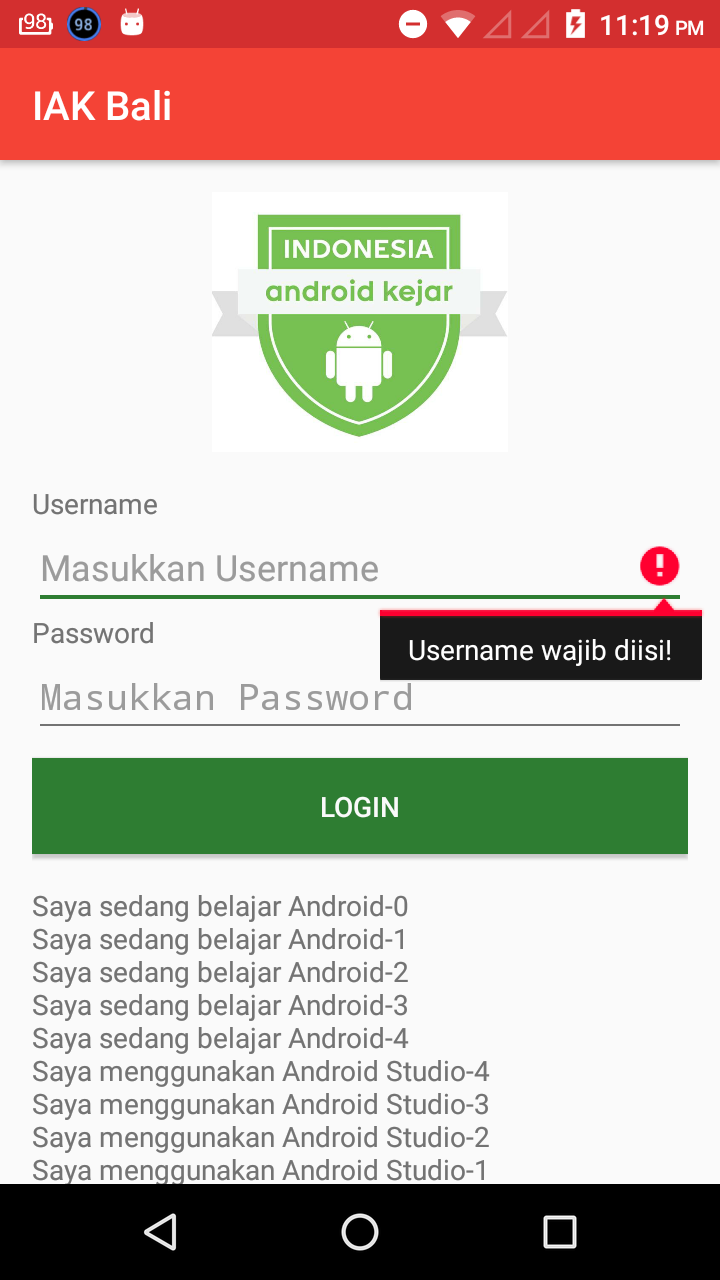 98 98 11:19 PM
IAK Bali
INDONESIA
android kejar
Username
Masukkan Username
Password
Username wajib diisi!
Masukkan Password
LOGIN
Saya sedang belajar Android-0
Saya sedang belajar Android-1
Saya sedang belajar Android-2
Saya sedang belajar Android-3
Saya sedang belajar Android-4
Saya menggunakan Android Studio-4
Saya menggunakan Android Studio-3
Saya menggunakan Android Studio-2
Saya menggunakan Android Studio-1